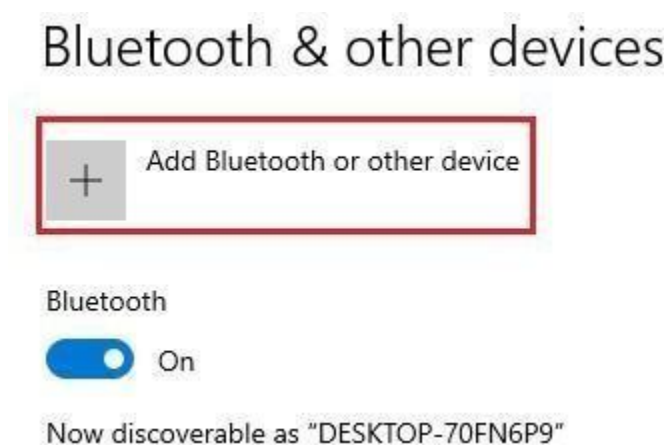 Bluetooth & other devices
Add Bluetooth or other device
Bluetooth
On
Now discoverable as "DESKTOP-70FN6P9"